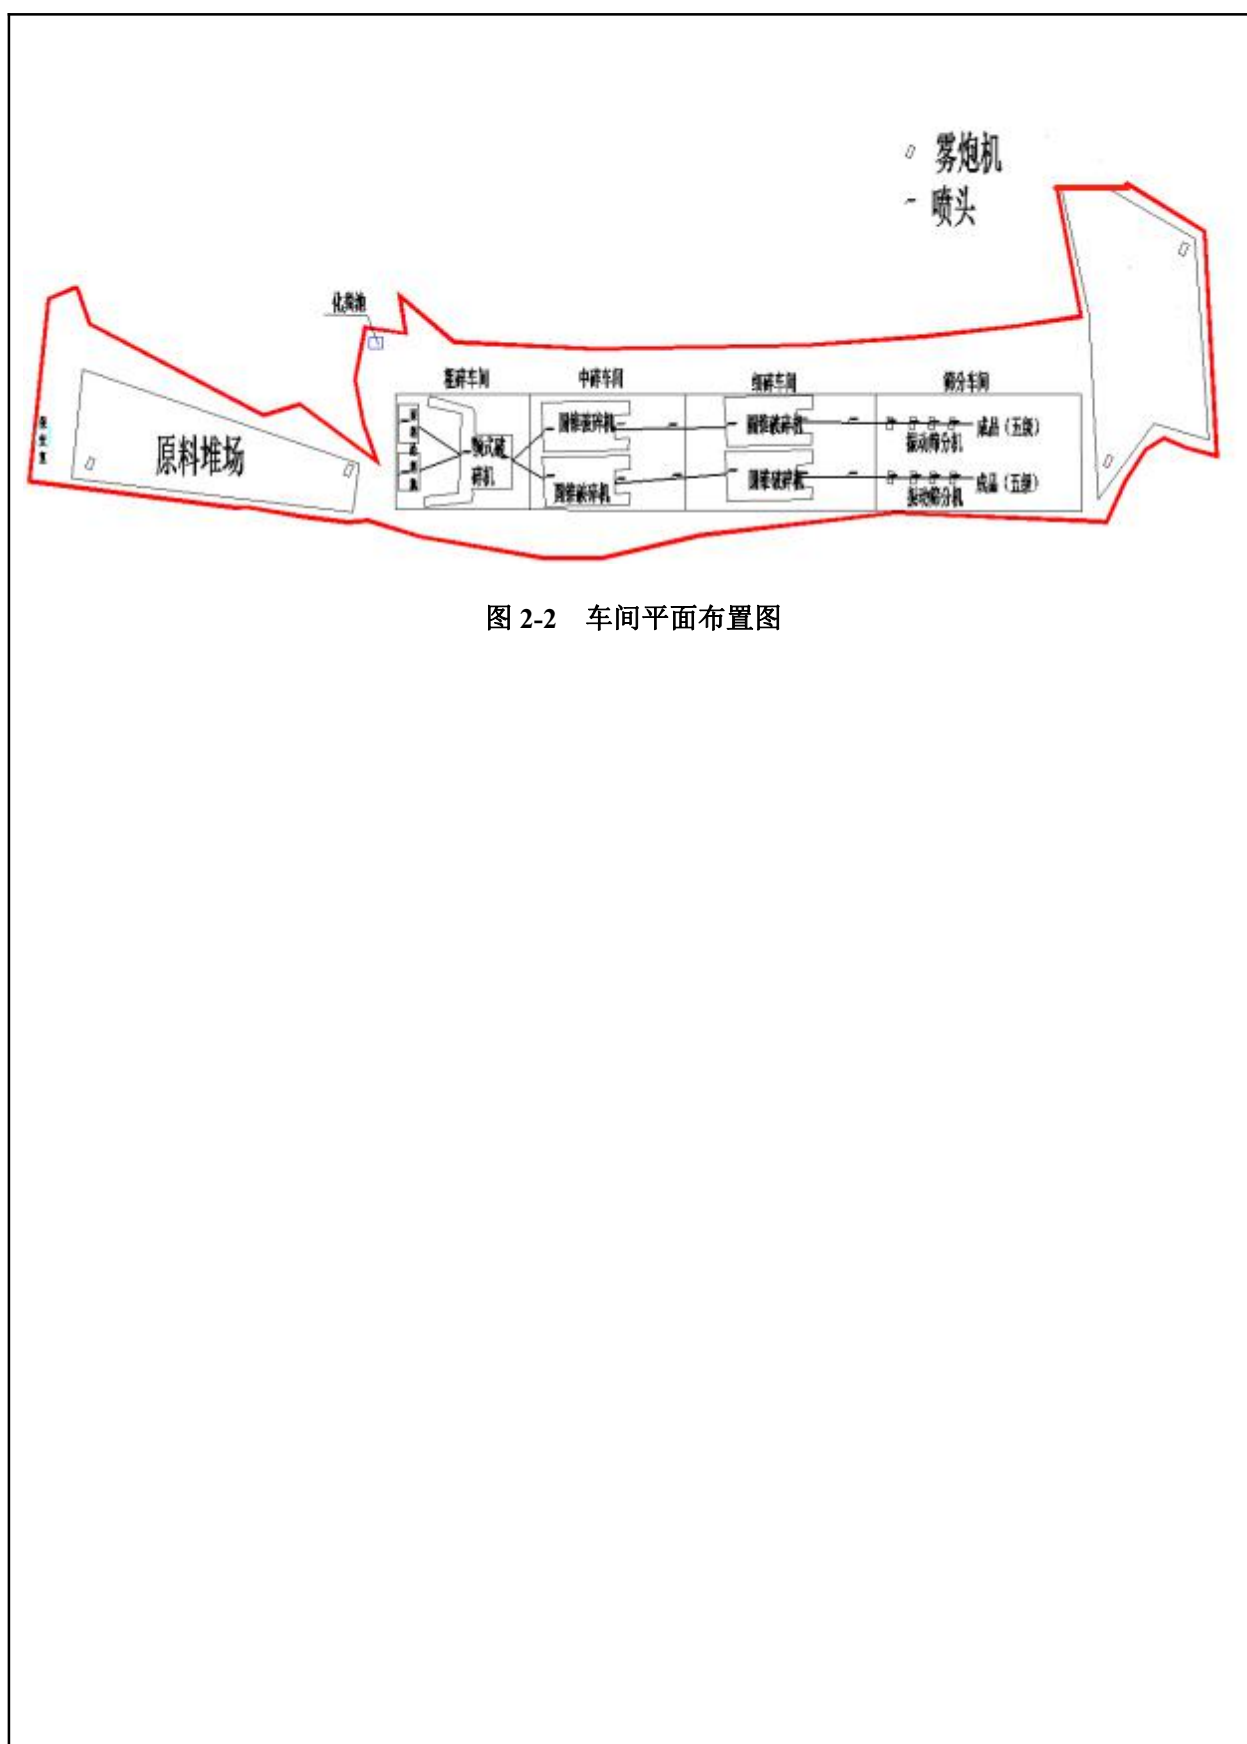 雾炮机
喷头
化粪池
粗碎车间
中碎车间
细碎车间
筛分车间
原料堆场
颚式破
碎机
圆锥破碎机
圆锥破碎机
振动筛分机
成品（五级）
圆锥破碎机
圆锥破碎机
振动筛分机
成品（五级）
图 2-2 车间平面布置图